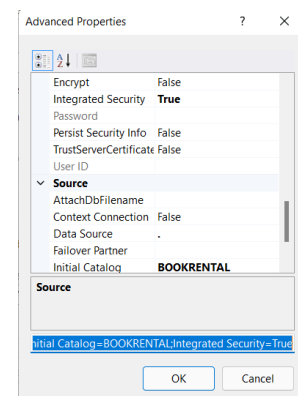 Advanced Properties ? ×
Encrypt False
Integrated Security True
Password
Persist Security Info False
TrustServerCertificate False
User ID
Source
AttachDbFilename
Context Connection False
Data Source .
Failover Partner
Initial Catalog BOOKRENTAL
Source
nitial Catalog=BOOKRENTAL;Integrated Security=True
OK Cancel